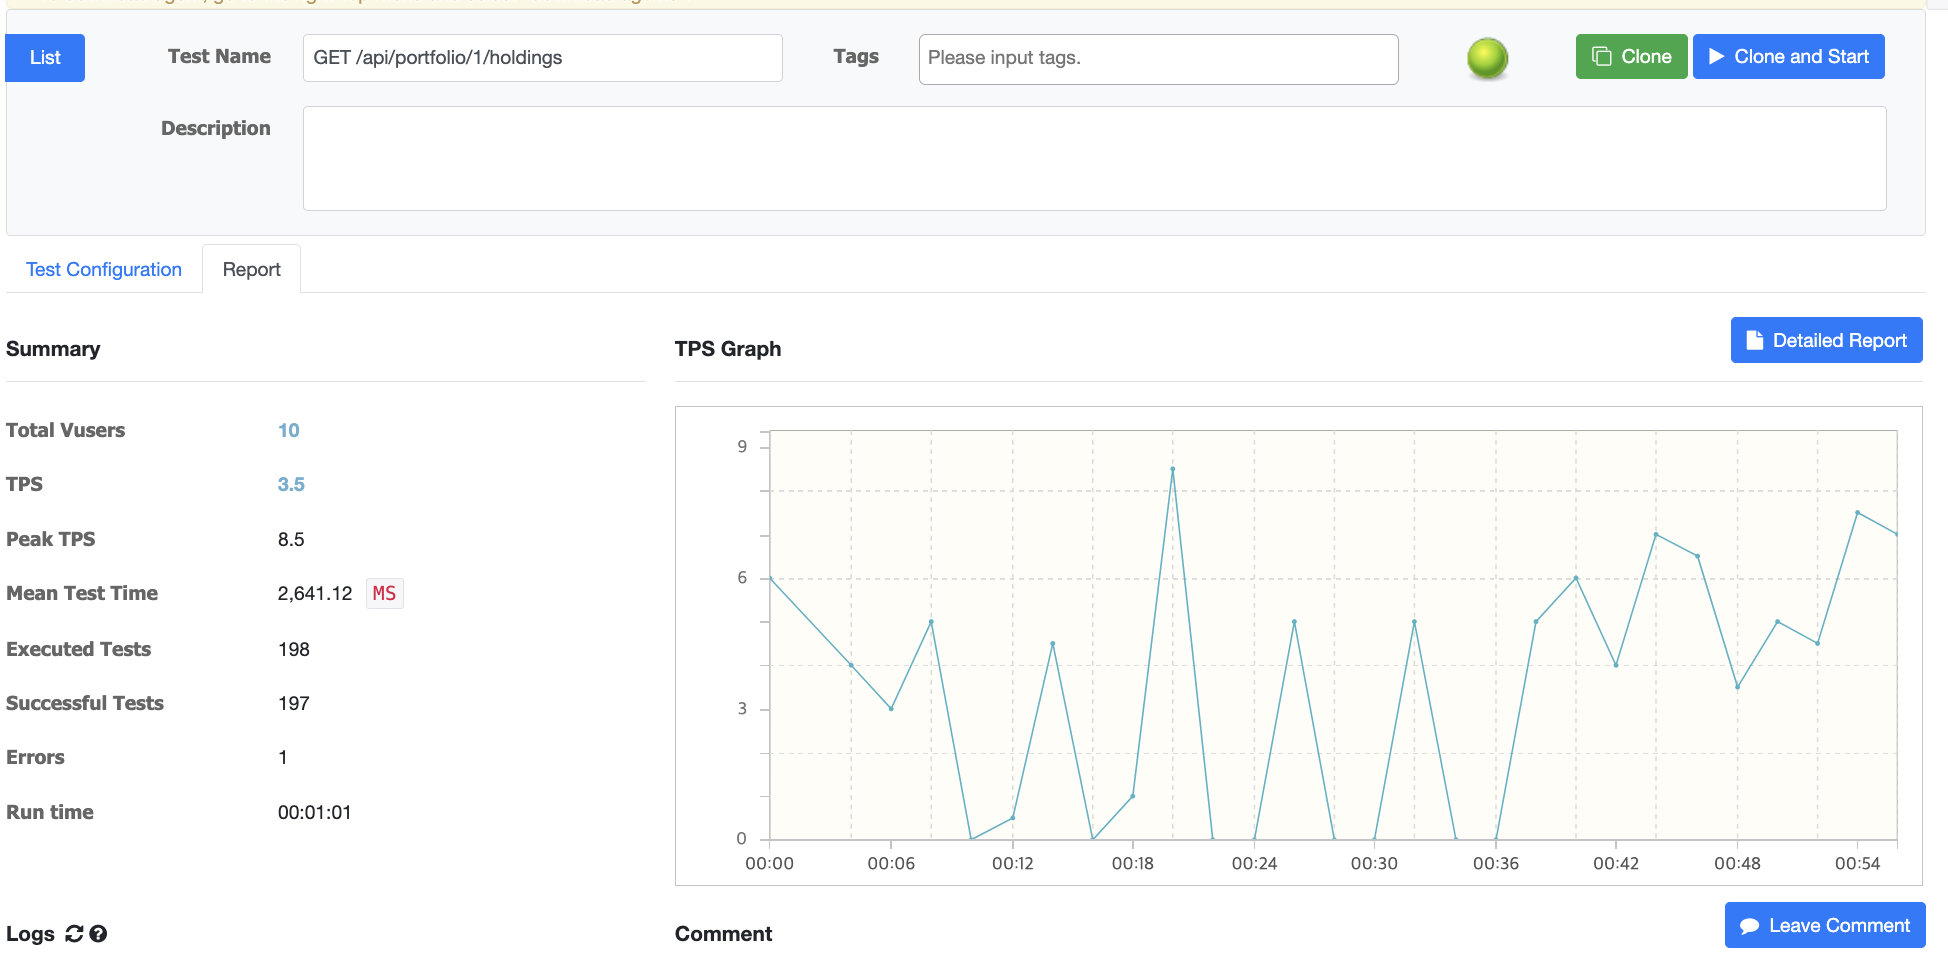 List
Test Name
GET /api/portfolio/1/holdings
Tags
Please input tags.
Clone
Clone and Start
Description
Test Configuration
Report
Summary
Total Vusers 10
TPS 3.5
Peak TPS 8.5
Mean Test Time 2,641.12 MS
Executed Tests 198
Successful Tests 197
Errors 1
Run time 00:01:01
TPS Graph
Detailed Report
9
6
3
0
00:00 00:06 00:12 00:18 00:24 00:30 00:36 00:42 00:48 00:54
Logs
Comment
Leave Comment